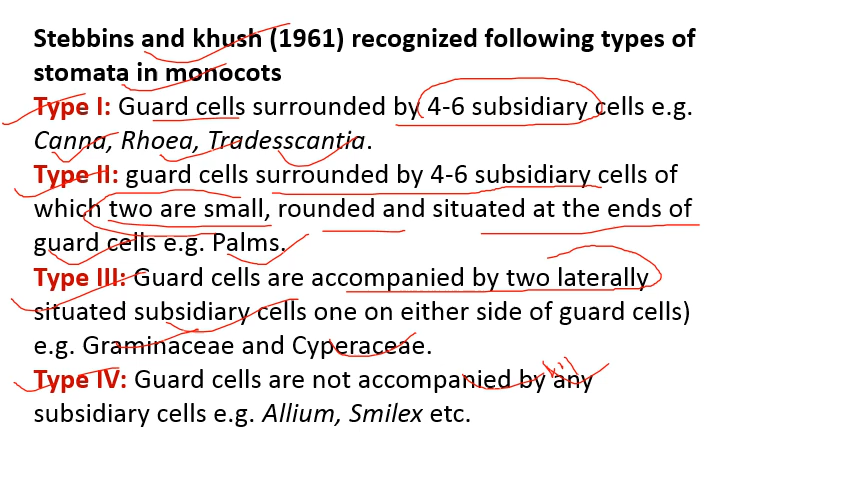 Stebbins and khush (1961) recognized following types of
stomata in monocots
Type I: Guard cells surrounded by 4-6 subsidiary cells e.g.
Canna, Rhoea, Tradesscantia.
Type II: guard cells surrounded by 4-6 subsidiary cells of
which two are small, rounded and situated at the ends of
guard cells e.g. Palms.
Type III: Guard cells are accompanied by two laterally
situated subsidiary cells one on either side of guard cells)
e.g. Graminaceae and Cyperaceae.
Type IV: Guard cells are not accompanied by any
subsidiary cells e.g. Allium, Smilex etc.